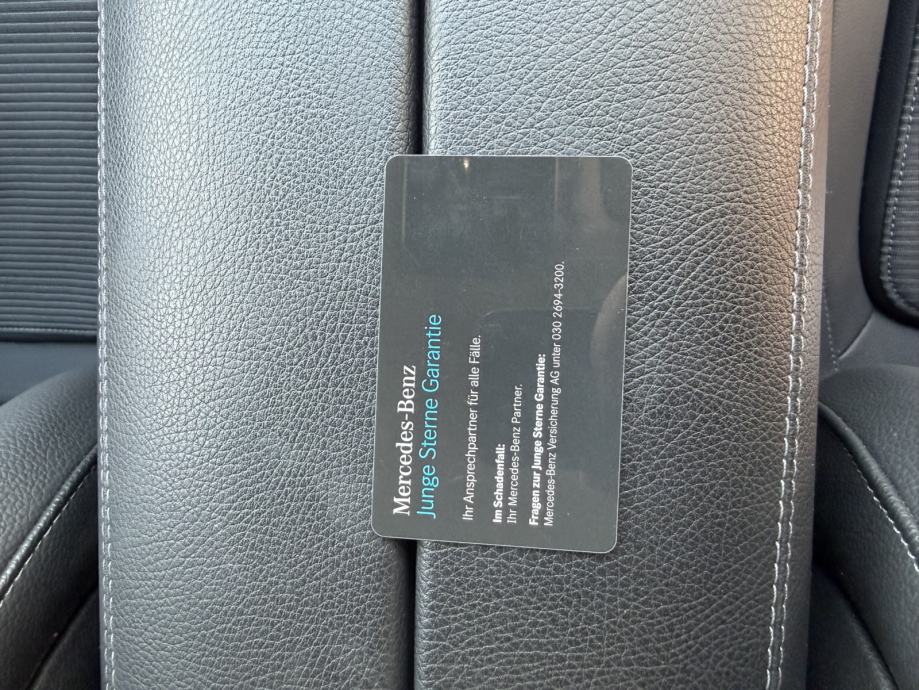 Mercedes-Benz
Junge Sterne Garantie
Ihr Ansprechpartner für alle Fälle.
Im Schadenfall:
Ihr Mercedes-Benz Partner.
Fragen zur Junge Sterne Garantie:
Mercedes-Benz Versicherung AG unter 030 2694-3200.